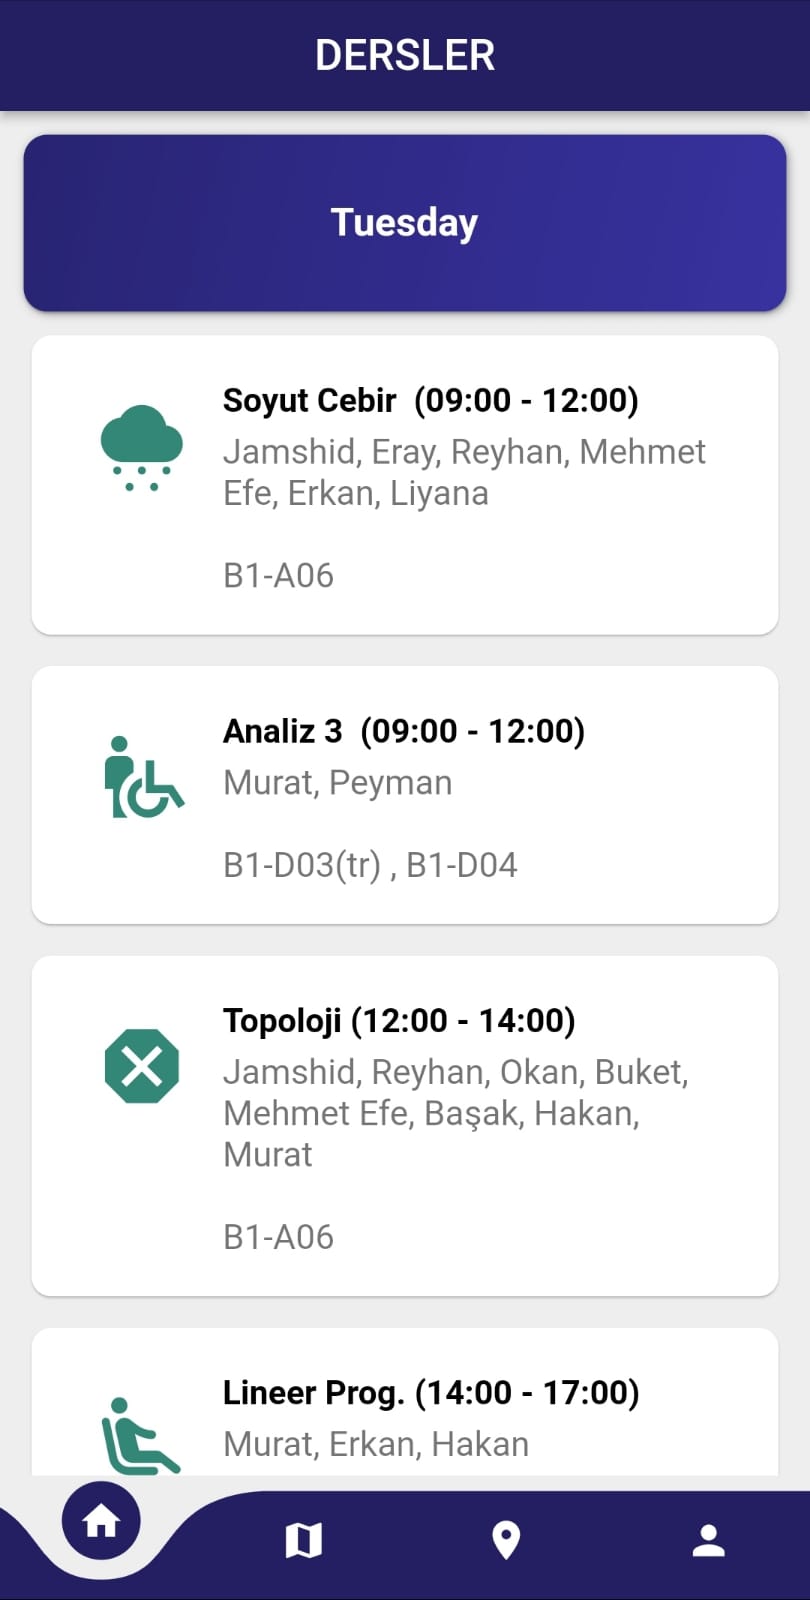 DERSLER
Tuesday
Soyut Cebir  (09:00 - 12:00)
Jamshid, Eray, Reyhan, Mehmet
Efe, Erkan, Liyana
B1-A06
Analiz 3  (09:00 - 12:00)
Murat, Peyman
B1-D03(tr) , B1-D04
Topoloji (12:00 - 14:00)
Jamshid, Reyhan, Okan, Buket,
Mehmet Efe, Başak, Hakan,
Murat
B1-A06
Lineer Prog. (14:00 - 17:00)
Murat, Erkan, Hakan